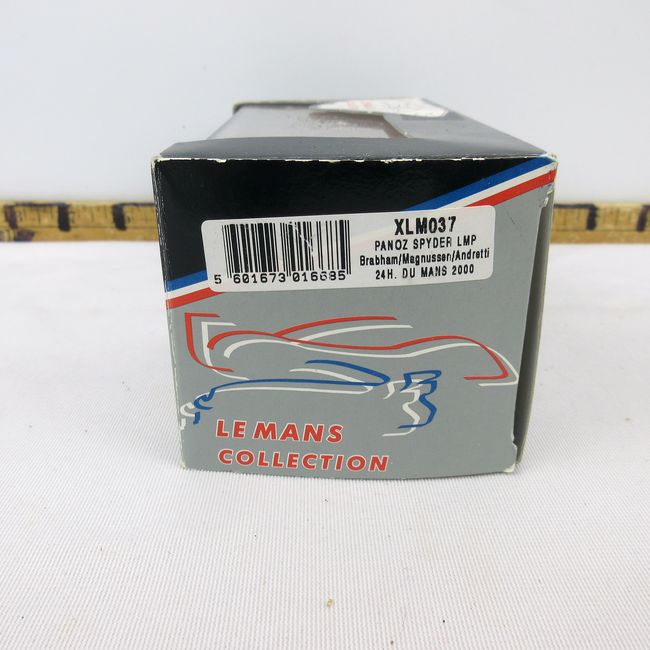 XLM037
PANOZ SPYDER LMP
Brabham/Magnussen/Andretti
24H. DU MANS 2000
5 601673 016685
LE MANS
COLLECTION